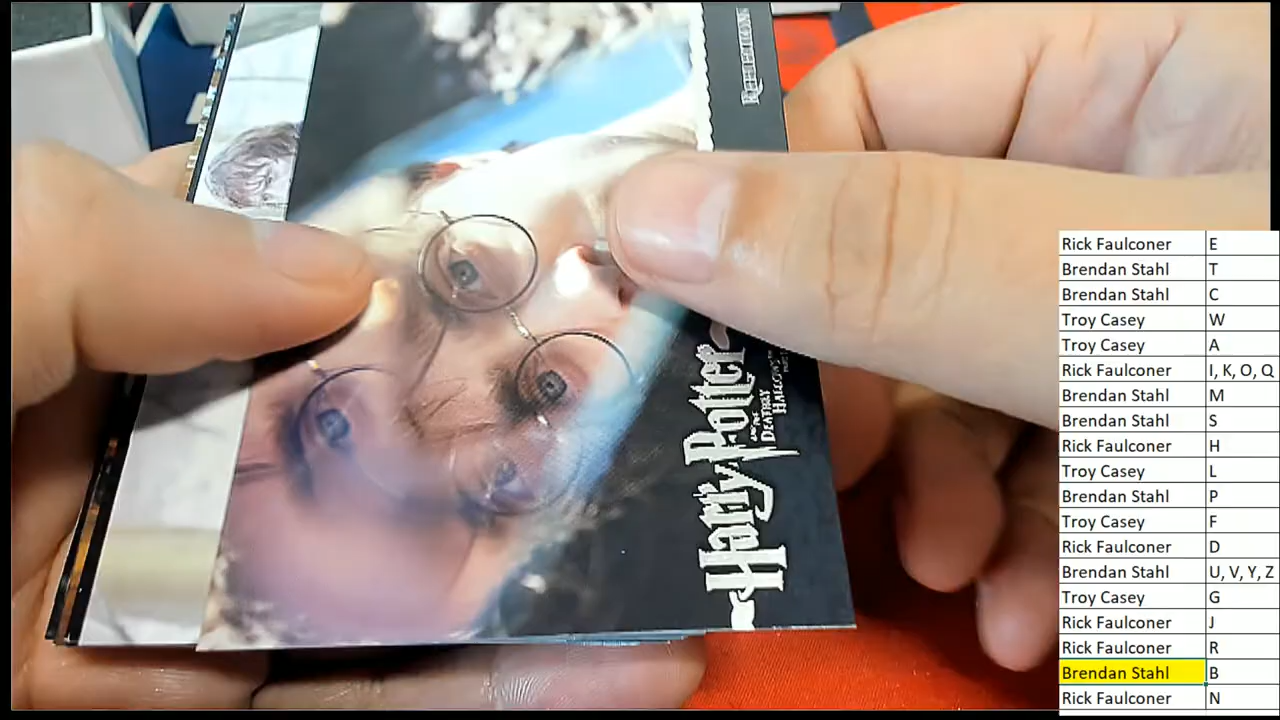 Harry Potter
AND THE
DEATHLY
HALLOWS
Rick Faulconer E
Brendan Stahl T
Brendan Stahl C
Troy Casey W
Troy Casey A
Rick Faulconer I, K, O, Q
Brendan Stahl M
Brendan Stahl S
Rick Faulconer H
Troy Casey L
Brendan Stahl P
Troy Casey F
Rick Faulconer D
Brendan Stahl U, V, Y, Z
Troy Casey G
Rick Faulconer J
Rick Faulconer R
Brendan Stahl B
Rick Faulconer N